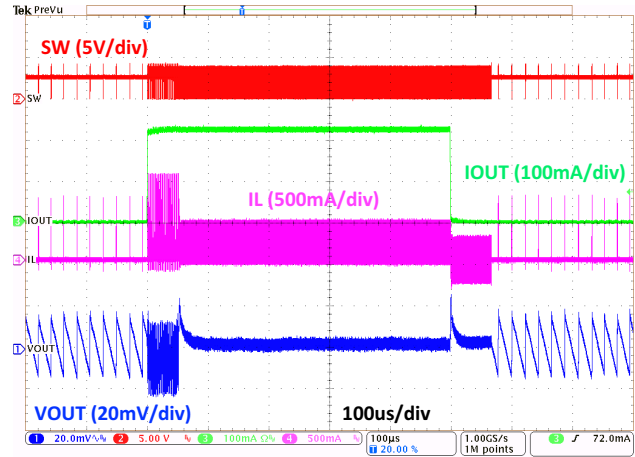 Tek PreVu
T
T
SW (5V/div)
2 SW
IOUT (100mA/div)
IL (500mA/div)
3 IOUT
4 IL
1 VOUT
VOUT (20mV/div)
100us/div
1 20.0mV 2 5.00 V 3 100mA Ω 4 500mA 100µs 1.00GS/s 3 72.0mA
T 20.00 % 1M points